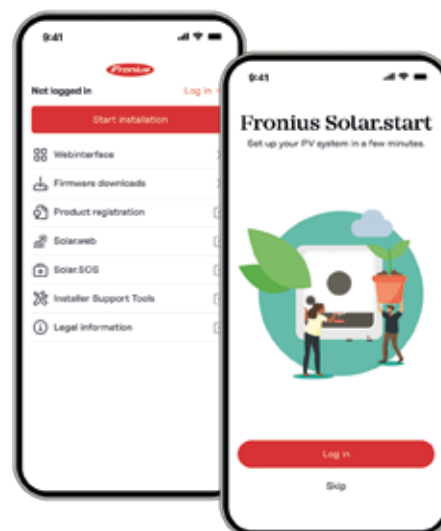 9:41
Fronius
Not logged in
Log in
Start installation
Webinterface
Firmware downloads
Product registration
Solar.web
Solar.SOS
Installer Support Tools
Legal information
9:41
Fronius Solar.start
Set up your PV system in a few minutes.
Log in
Skip